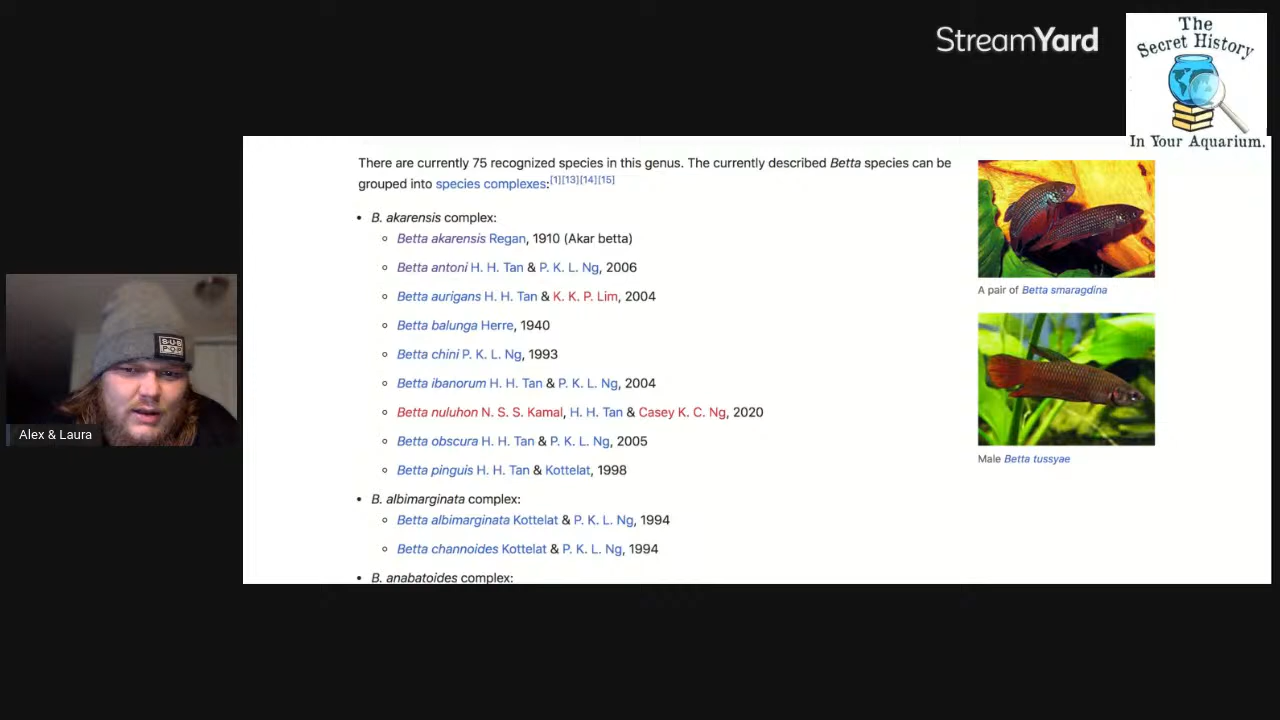 StreamYard
The
Secret History
In Your Aquarium.
There are currently 75 recognized species in this genus. The currently described Betta species can be
grouped into species complexes:[1][13][14][15]
• B. akarensis complex:
Betta akarensis Regan, 1910 (Akar betta)
Betta antoni H. H. Tan & P. K. L. Ng, 2006
Betta aurigans H. H. Tan & K. K. P. Lim, 2004
Betta balunga Herre, 1940
Betta chini P. K. L. Ng, 1993
Betta ibanorum H. H. Tan & P. K. L. Ng, 2004
Betta nuluhon N. S. S. Kamal, H. H. Tan & Casey K. C. Ng, 2020
Betta obscura H. H. Tan & P. K. L. Ng, 2005
Betta pinguis H. H. Tan & Kottelat, 1998
• B. albimarginata complex:
Betta albimarginata Kottelat & P. K. L. Ng, 1994
Betta channoides Kottelat & P. K. L. Ng, 1994
• B. anabatoides complex:
A pair of Betta smaragdina
Male Betta tussyae
SUB
POP
Alex & Laura